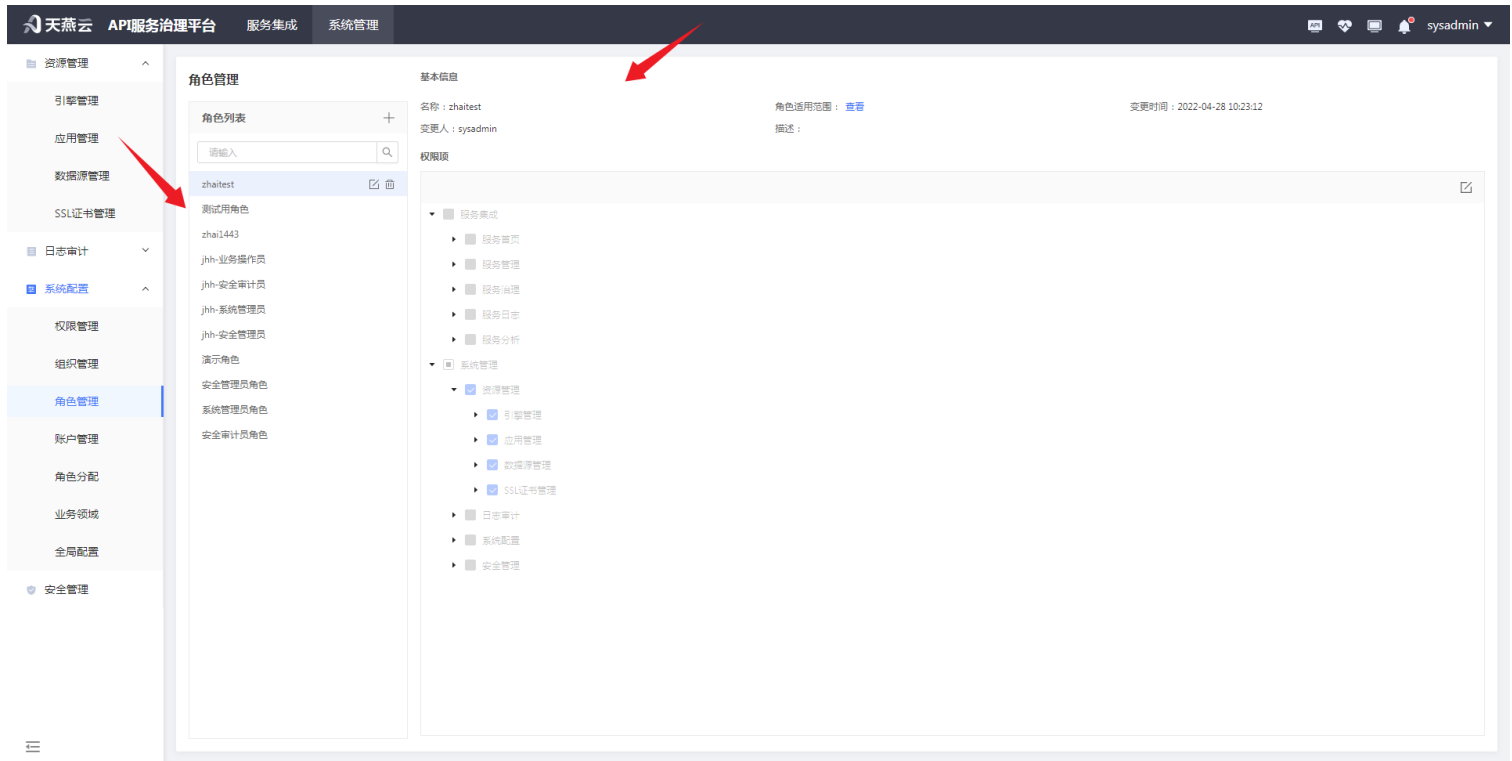 天燕云 API服务治理平台 服务集成 系统管理 API sysadmin
资源管理
引擎管理
应用管理
数据源管理
SSL证书管理
日志审计
系统配置
权限管理
组织管理
角色管理
账户管理
角色分配
业务领域
全局配置
安全管理
角色管理
角色列表
请输入
zhaitest
测试用角色
zhai1443
jhh-业务操作员
jhh-安全审计员
jhh-系统管理员
jhh-安全管理员
演示角色
安全管理员角色
系统管理员角色
安全审计员角色
基本信息
名称：zhaitest 角色适用范围： 查看 变更时间：2022-04-28 10:23:12
变更人：sysadmin 描述：
权限项
服务集成
服务首页
服务管理
服务治理
服务日志
服务分析
系统管理
资源管理
引擎管理
应用管理
数据源管理
SSL证书管理
日志审计
系统配置
安全管理